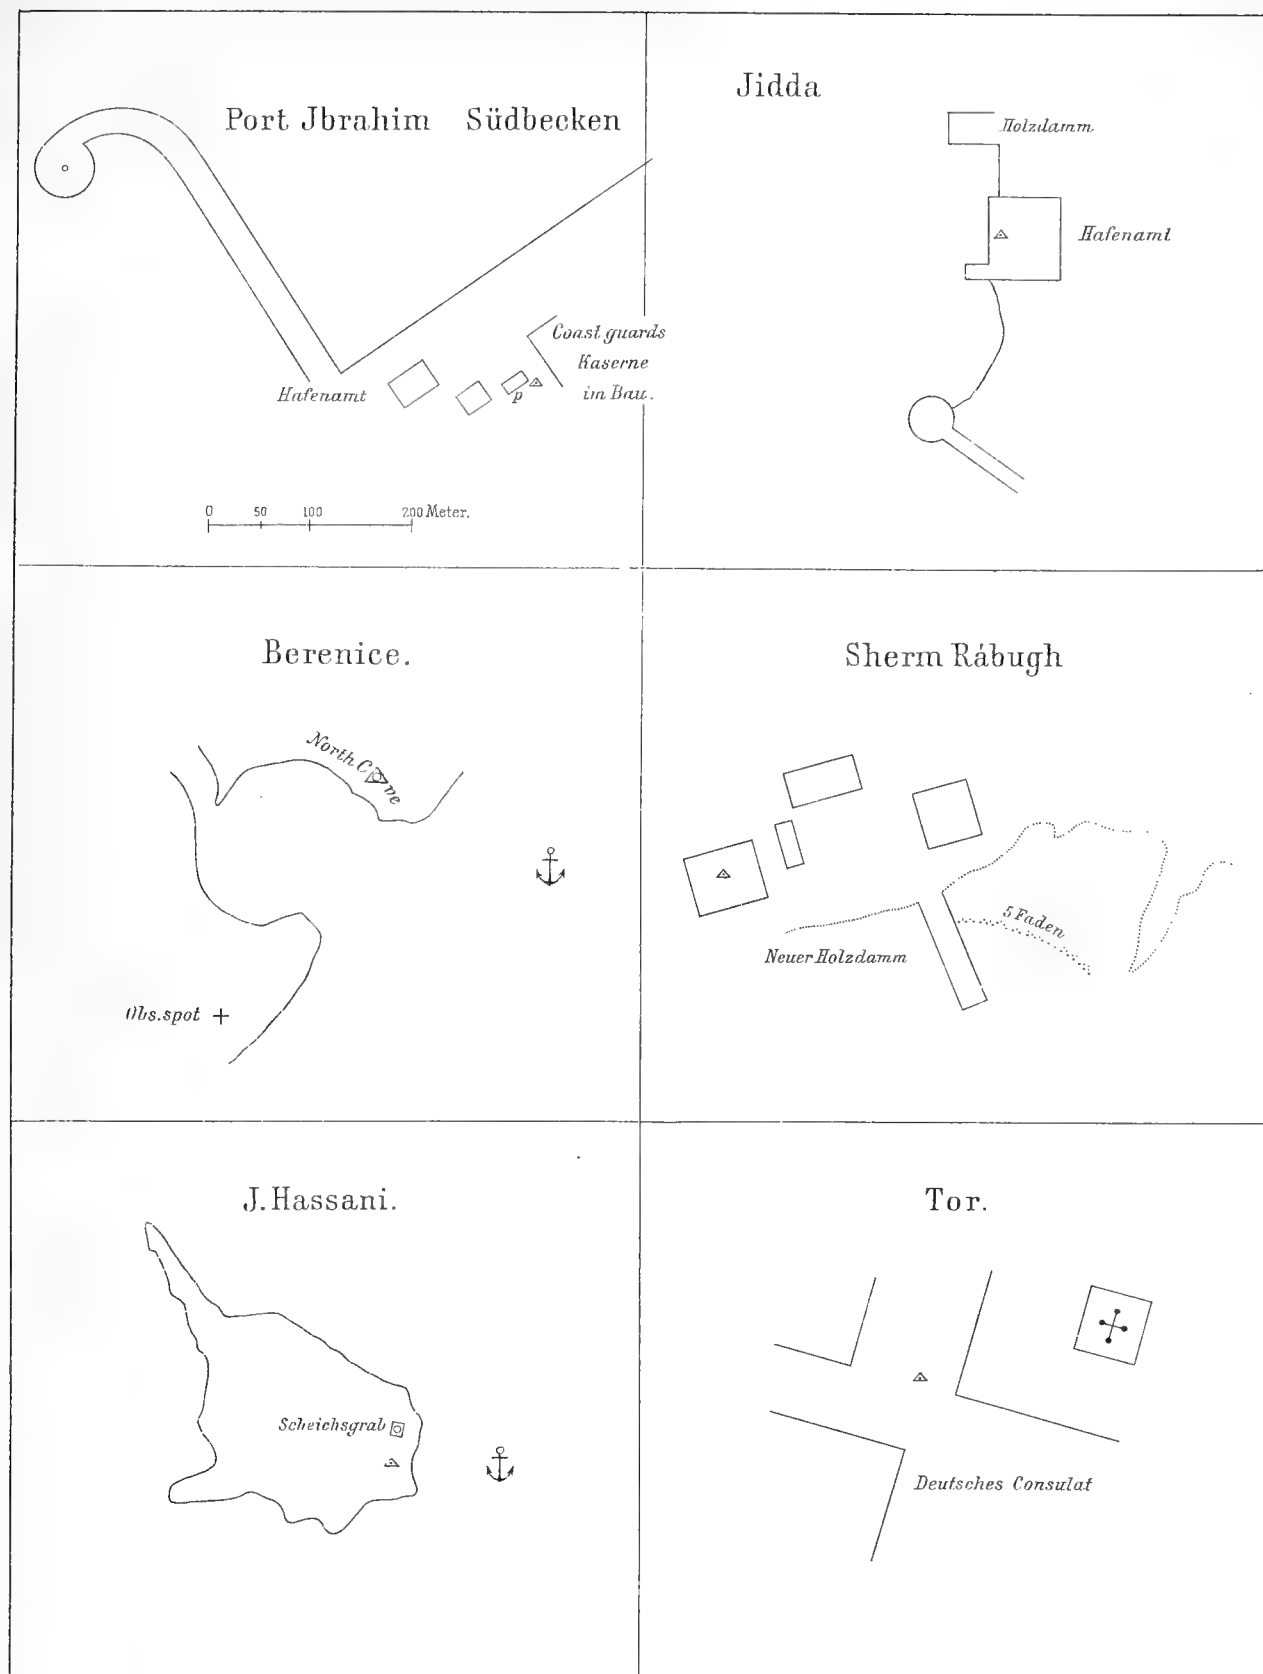 Port Jbrahim Südbecken
Coast guards
Kaserne
im Bau.
Hafenamt
p
0 50 100 200 Meter.
Jidda
Holzdamm
Hafenamt
Berenice.
North Cove
Obs. spot
Sherm Rábugh
5 Faden
Neuer Holzdamm
J. Hassani.
Scheichsgrab
Tor.
Deutsches Consulat